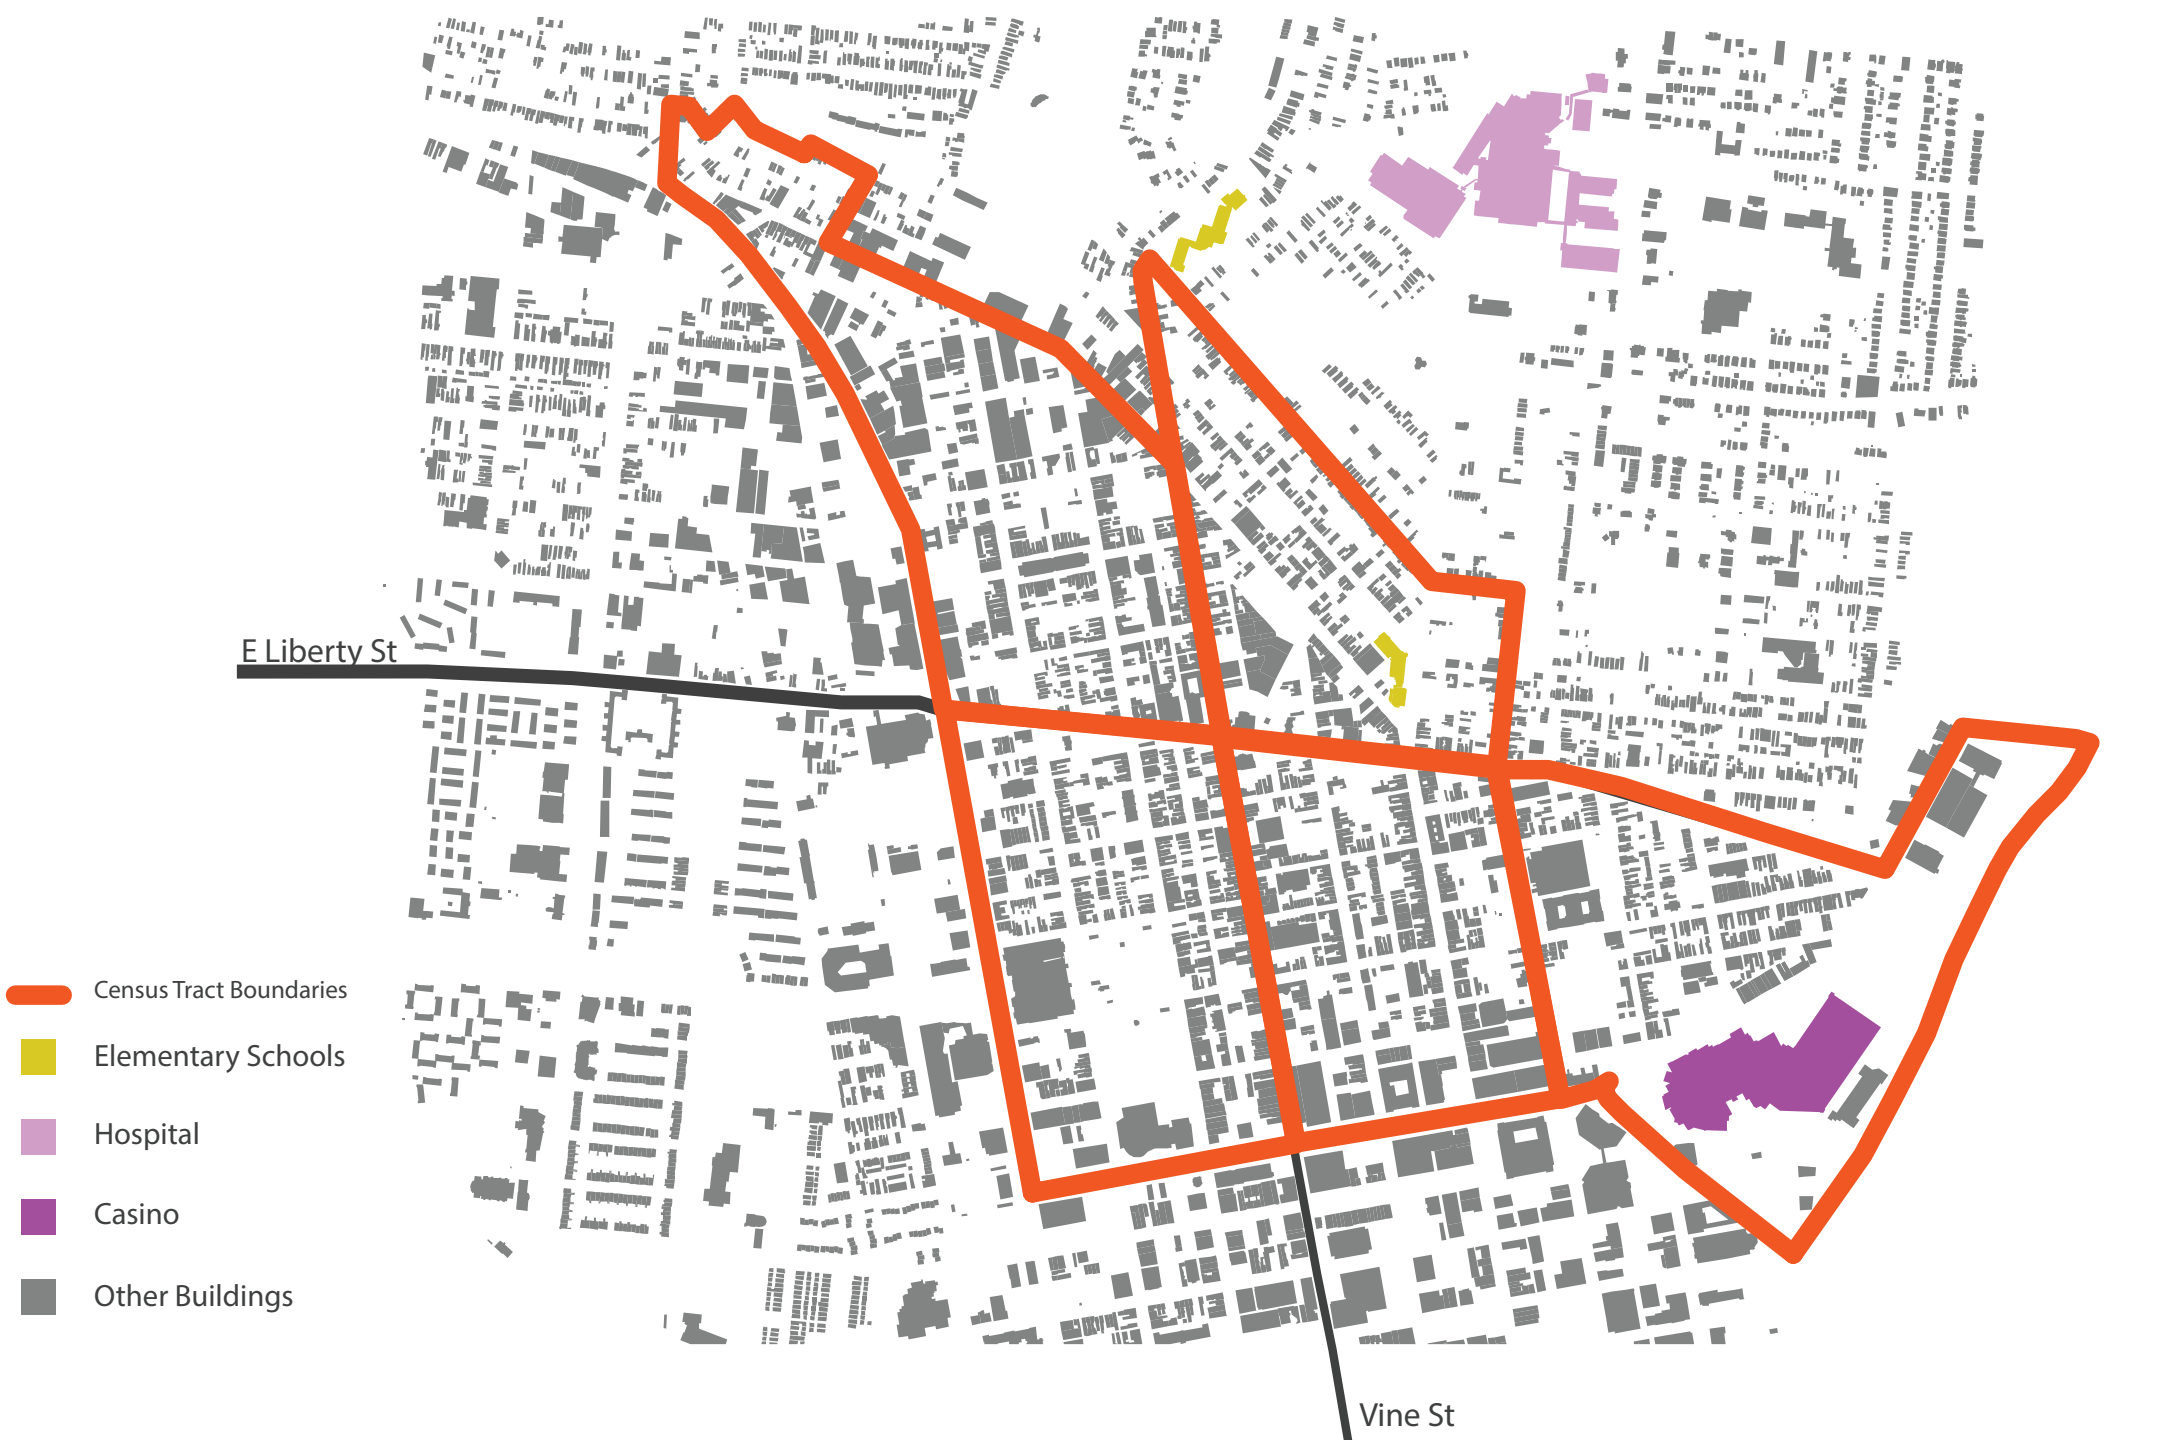 E Liberty St
Census Tract Boundaries
Elementary Schools
Hospital
Casino
Other Buildings
Vine St